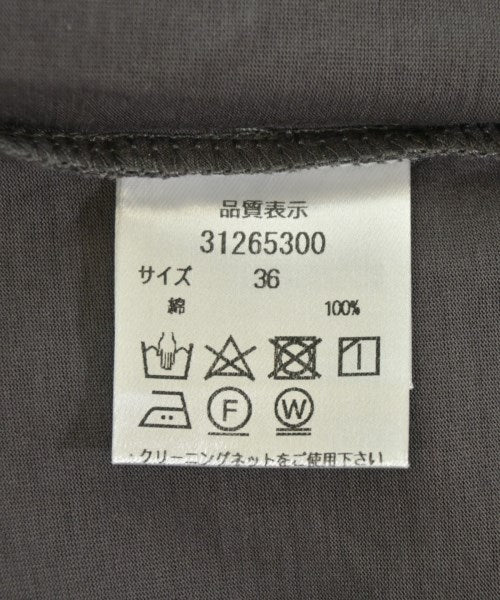 品質表示
31265300
サイズ 36
綿 100%
F W
・クリーニングネットをご使用下さい